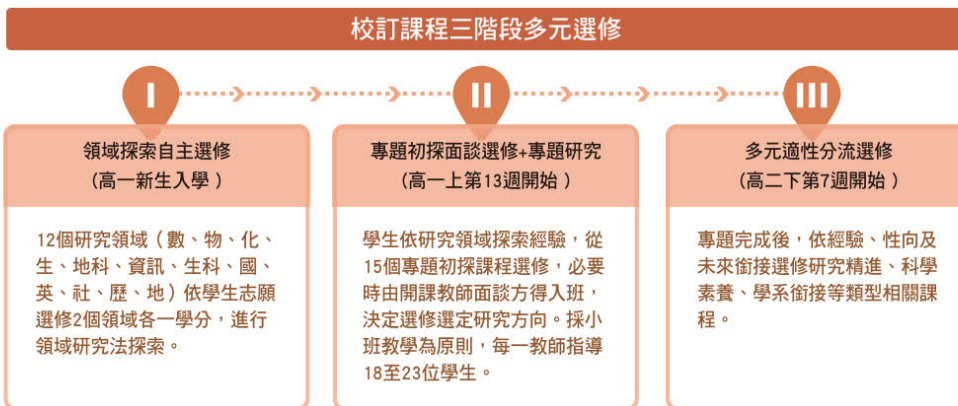 校訂課程三階段多元選修
I
領域探索自主選修
(高一新生入學 )
12個研究領域 ( 數、物、化、
生、地科、資訊、生科、國、
英、社、歷、地 ) 依學生志願
選修2個領域各一學分，進行
領域研究法探索。
II
專題初探面談選修+專題研究
(高一上第13週開始 )
學生依研究領域探索經驗，從
15個專題初探課程選修，必要
時由開課教師面談方得入班，
決定選修選定研究方向。採小
班教學為原則，每一教師指導
18至23位學生。
III
多元適性分流選修
(高二下第7週開始 )
專題完成後，依經驗、性向及
未來銜接選修研究精進、科學
素養、學系銜接等類型相關課
程。